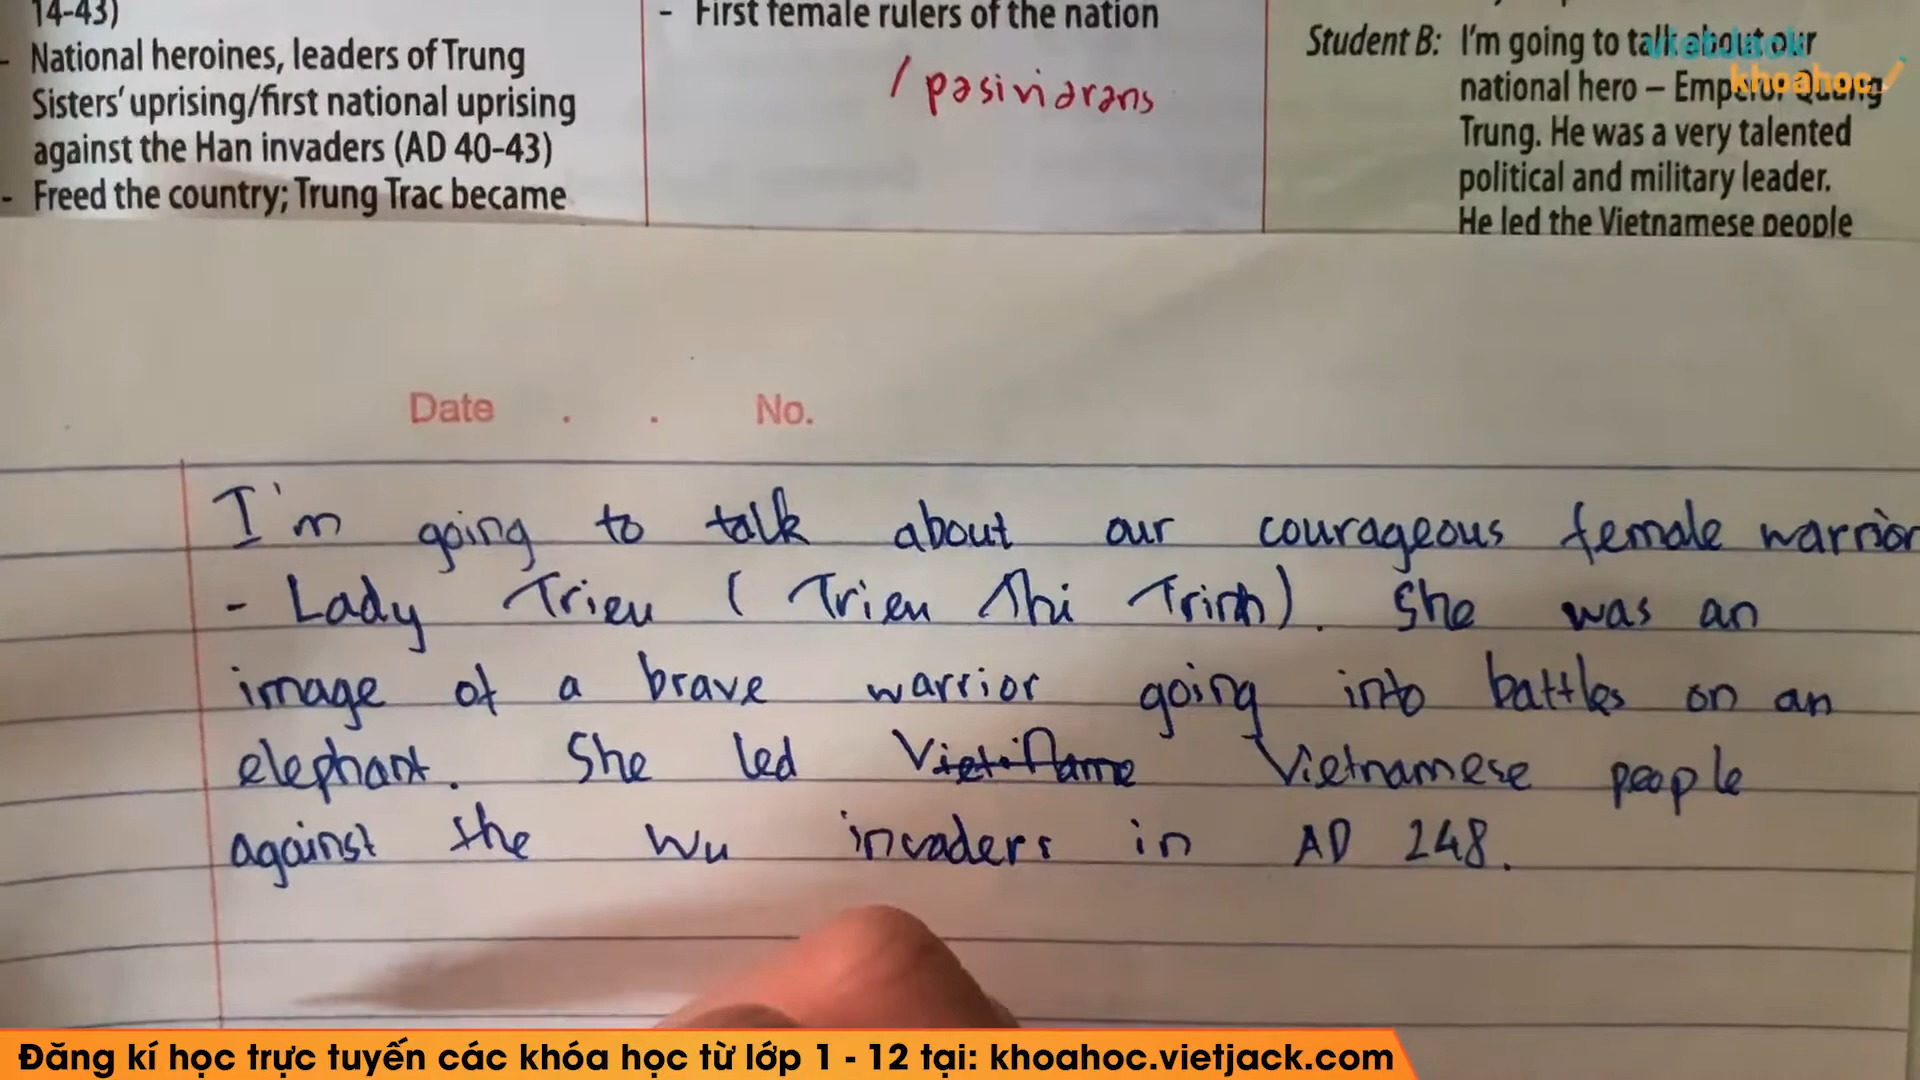 14-43)
- National heroines, leaders of Trung
Sisters' uprising/first national uprising
against the Han invaders (AD 40-43)
- Freed the country; Trung Trac became
- First female rulers of the nation
/pəsiviərəns
Student B: I'm going to talk about our
national hero – Emperor Quang
Trung. He was a very talented
political and military leader.
He led the Vietnamese people
vietJack
khoahoc
Date . . No.
I'm going to talk about our courageous female warrior
- Lady Trieu (Trieu Thi Trinh). She was an
image of a brave warrior going into battles on an
elephant. She led Vietnamese people
against the Wu invaders in AD 248.
Đăng kí học trực tuyến các khóa học từ lớp 1 - 12 tại: khoahoc.vietjack.com